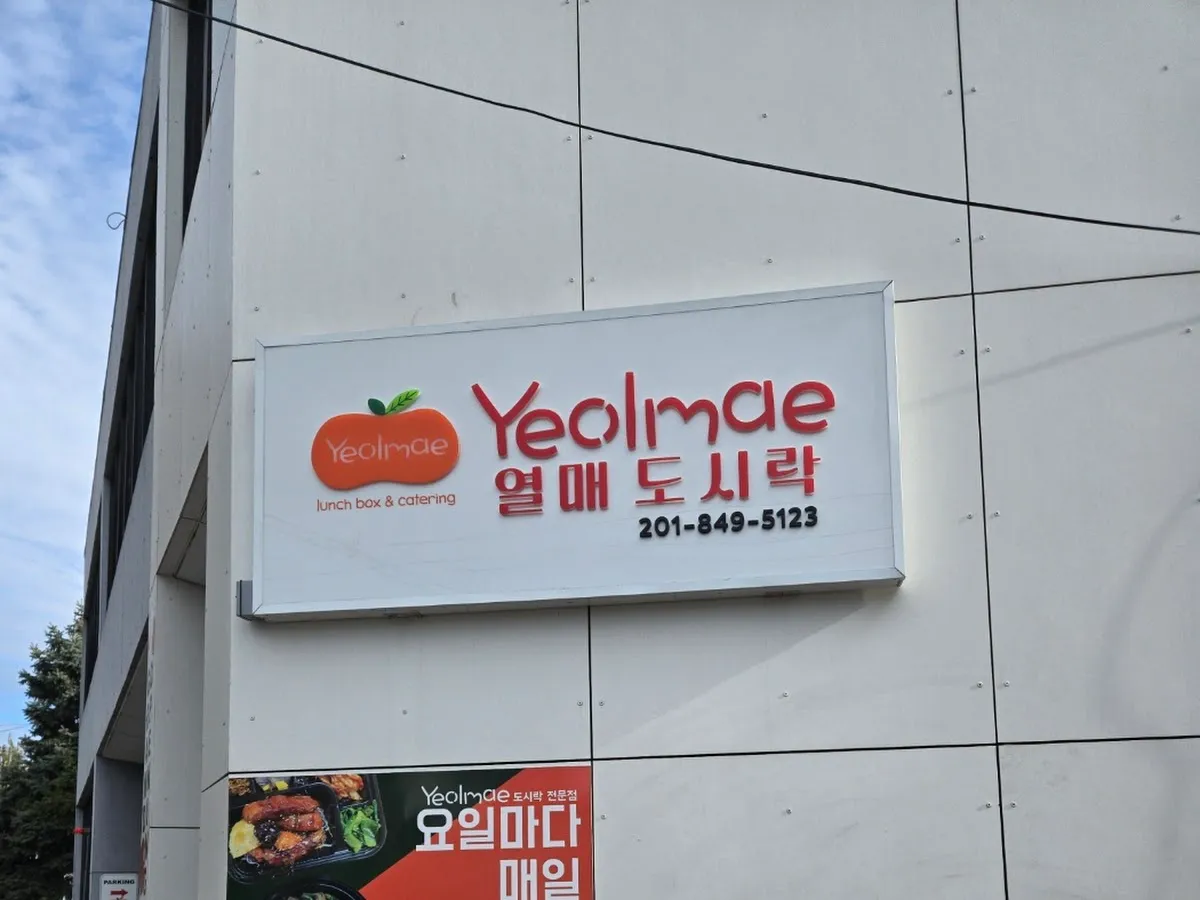 Yeolmae
lunch box & catering
Yeolmae
열매 도시락
201-849-5123
Yeolmae 도시락 전문점
요일마다
매일
PARKING